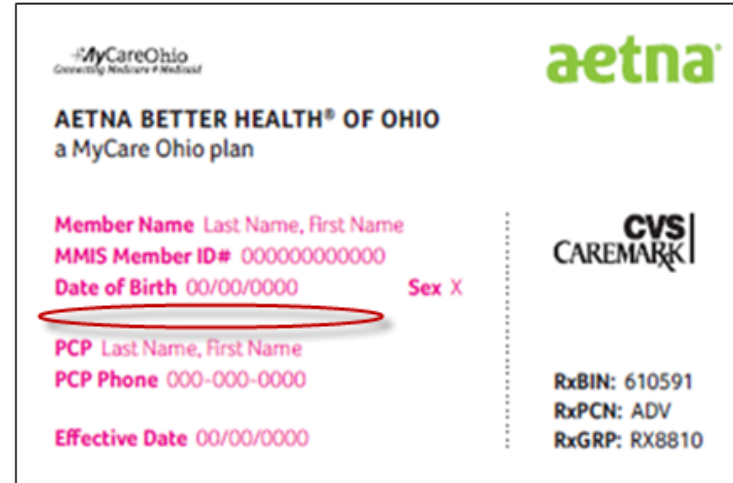 MyCareOhio
Connecting Medicare + Medicaid
aetna®
AETNA BETTER HEALTH® OF OHIO
a MyCare Ohio plan
Member Name Last Name, First Name
MMIS Member ID# 000000000000
Date of Birth 00/00/0000 Sex X
PCP Last Name, First Name
PCP Phone 000-000-0000
Effective Date 00/00/0000
CVS
CAREMARK
RxBIN: 610591
RxPCN: ADV
RxGRP: RX8810